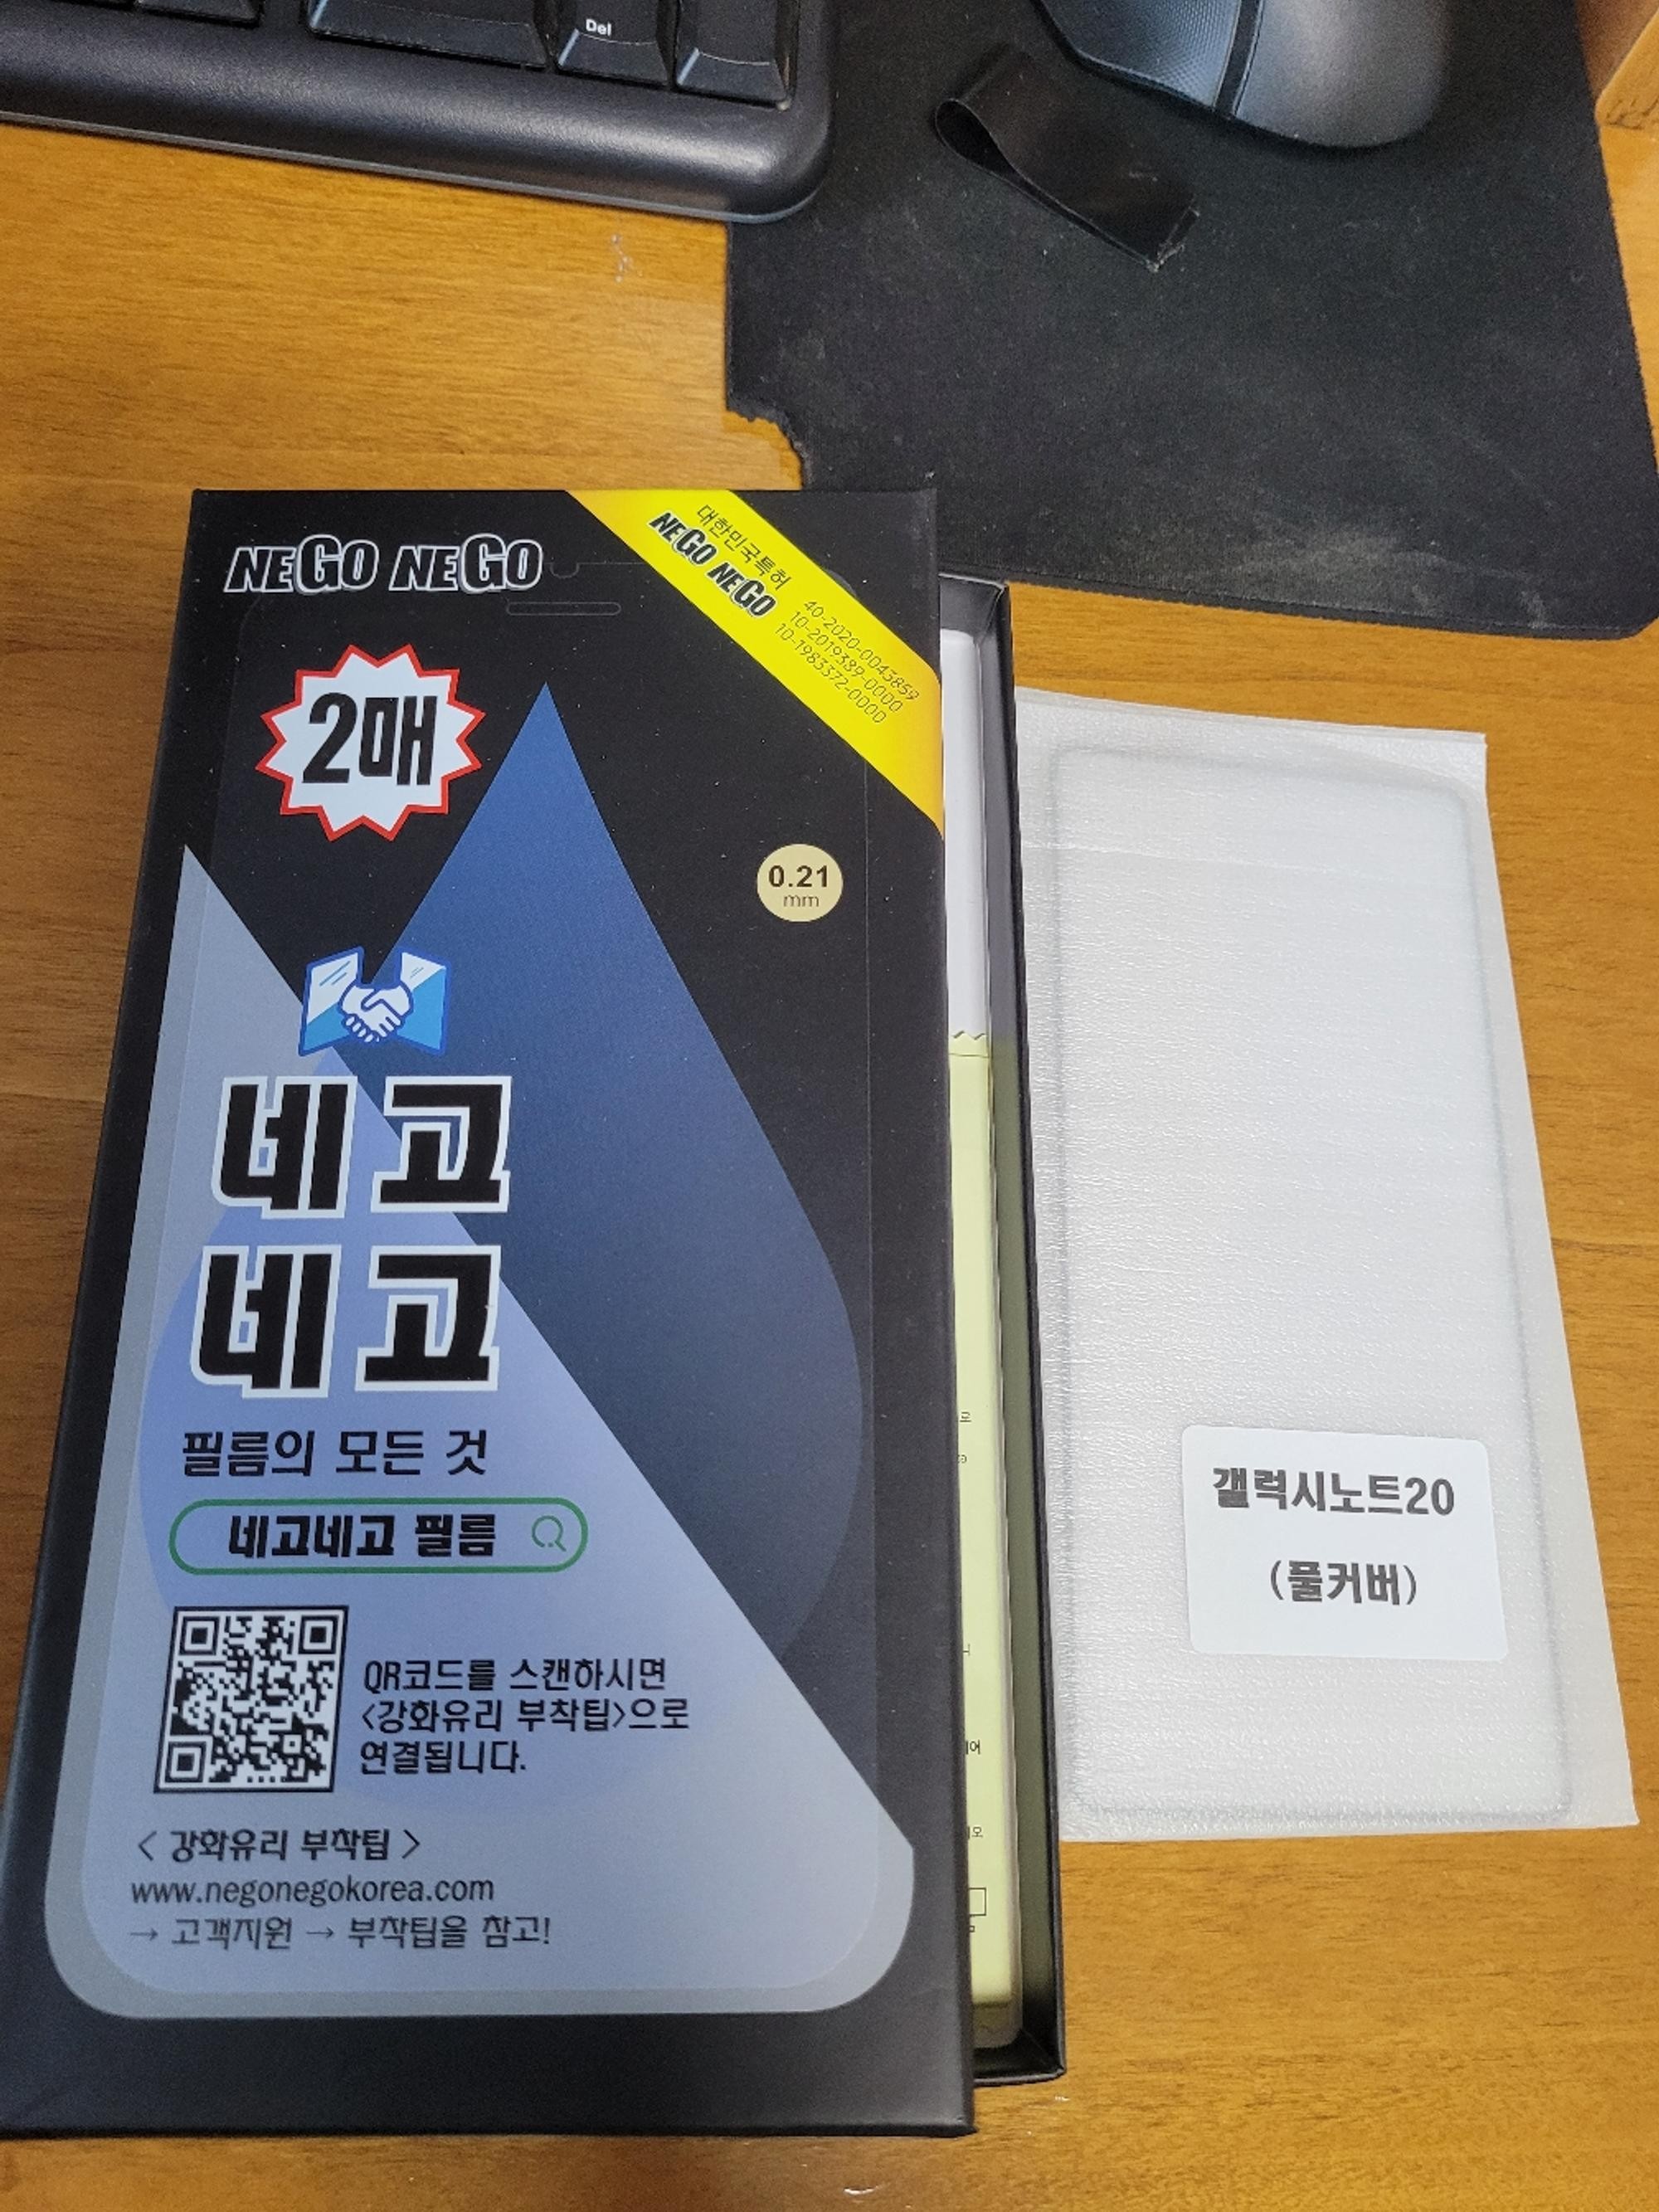 Del
NEGO NEGO
대한민국특허
NEGO NEGO
40-2020-0043859
10-2019389-0000
10-1983372-0000
2매
0.21
mm
네고
네고
필름의 모든 것
네고네고 필름
QR코드를 스캔하시면
<강화유리 부착팁>으로
연결됩니다.
< 강화유리 부착팁 >
www.negonegokorea.com
→ 고객지원 → 부착팁을 참고!
갤럭시노트20
(풀커버)